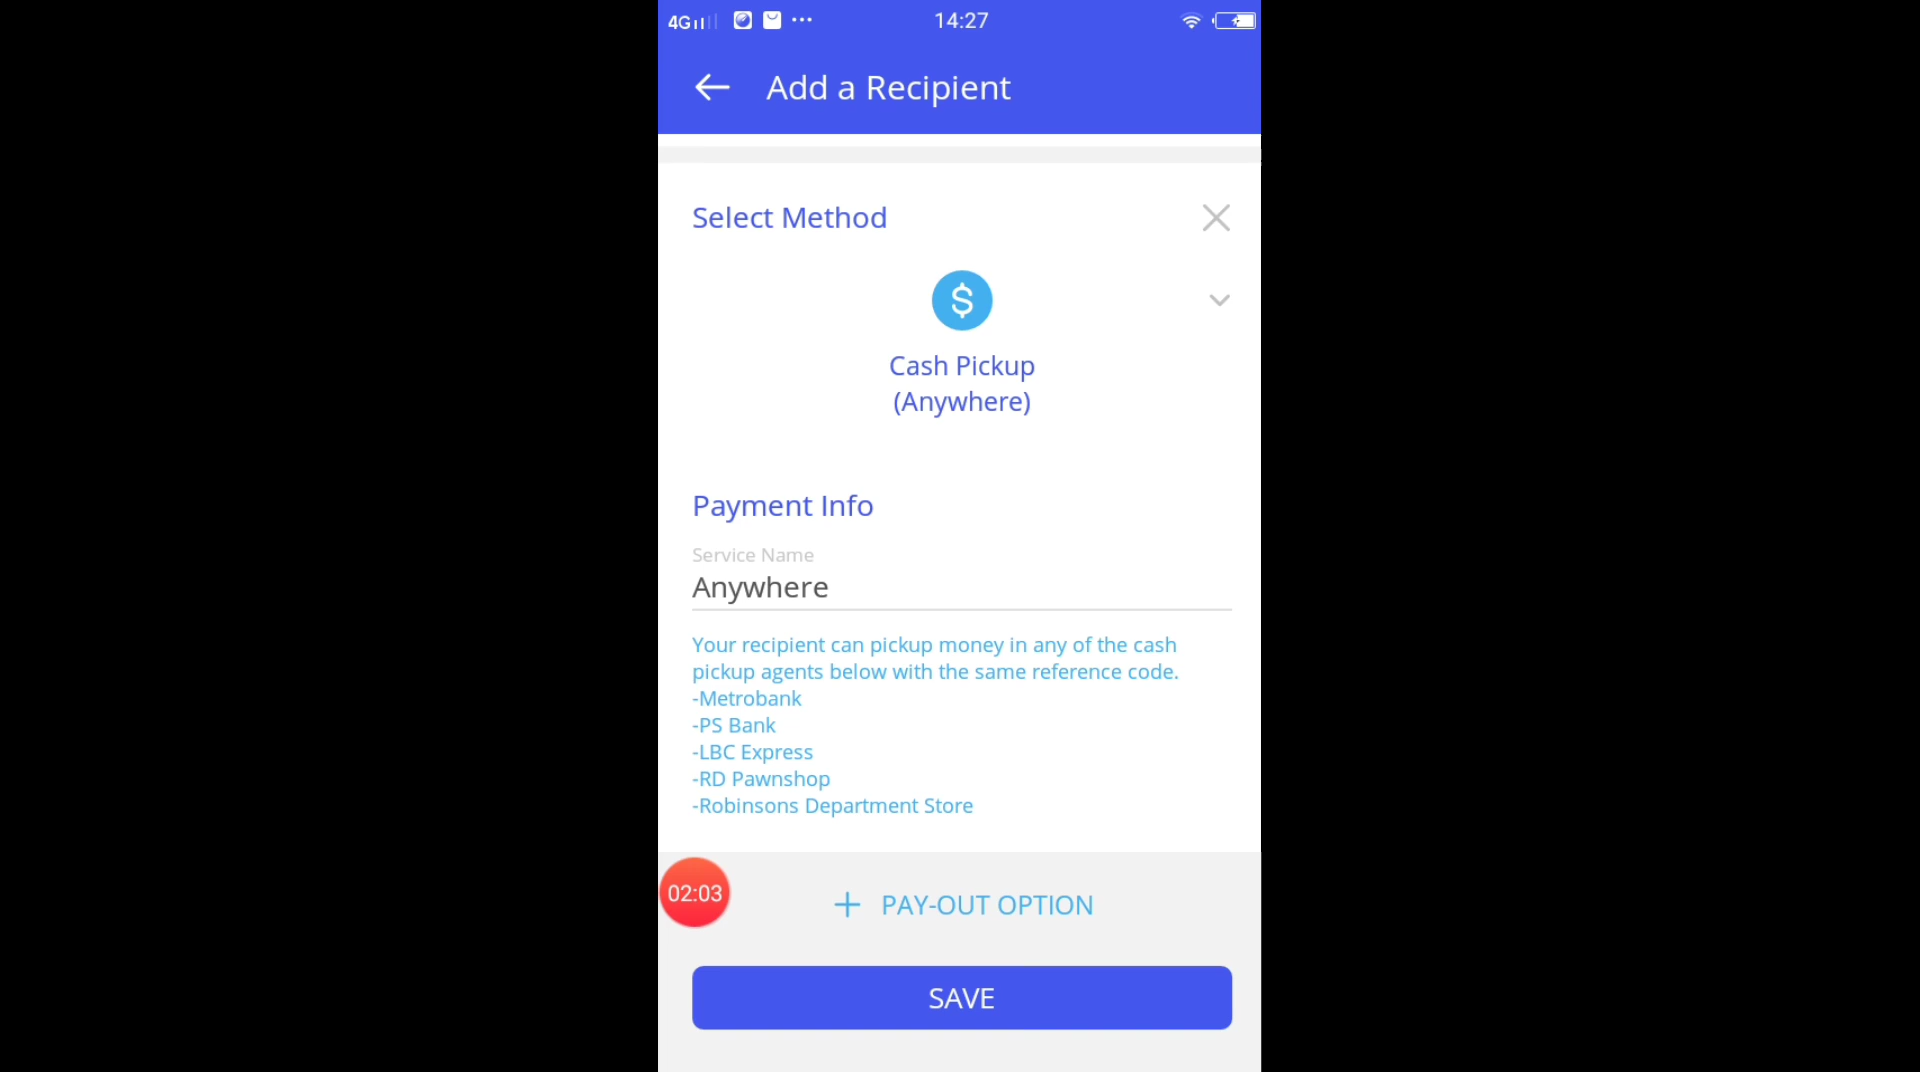 4G 14:27
Add a Recipient
Select Method
$
Cash Pickup
(Anywhere)
Payment Info
Service Name
Anywhere
Your recipient can pickup money in any of the cash
pickup agents below with the same reference code.
-Metrobank
-PS Bank
-LBC Express
-RD Pawnshop
-Robinsons Department Store
02:03
+ PAY-OUT OPTION
SAVE